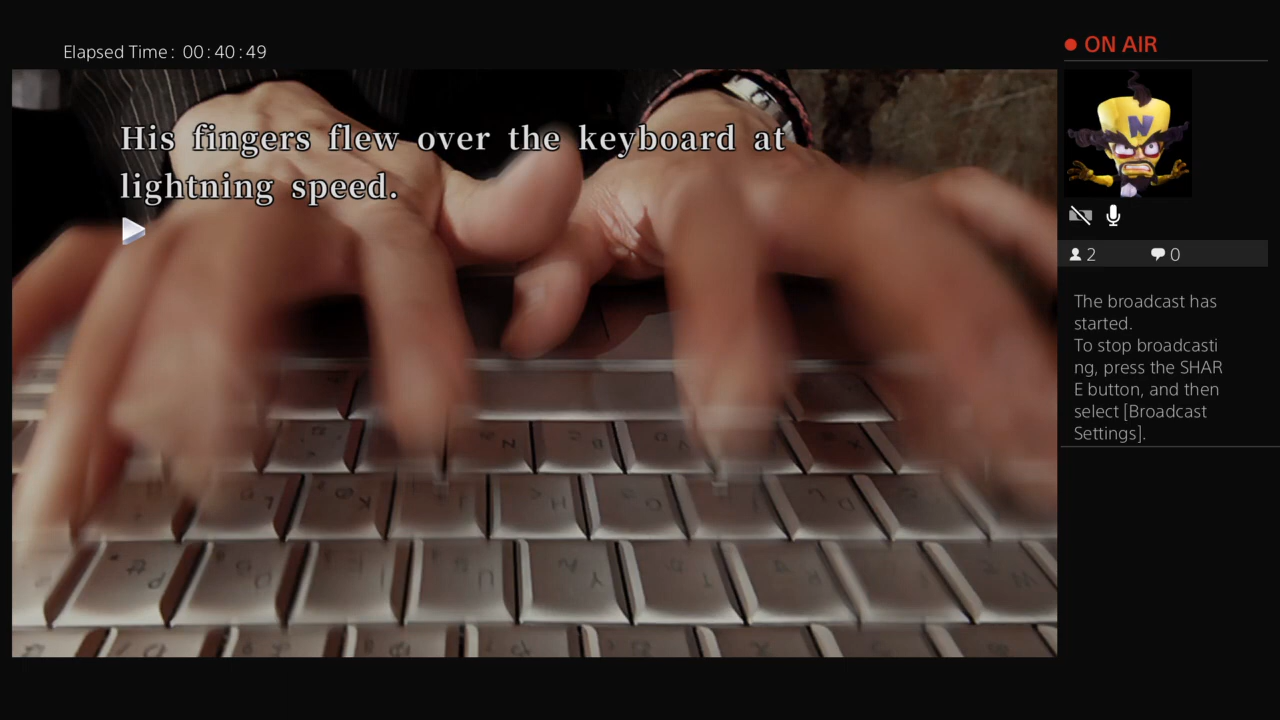 Elapsed Time: 00:40:49
ON AIR
His fingers flew over the keyboard at
lightning speed.
N
2
0
The broadcast has
started.
To stop broadcasti
ng, press the SHAR
E button, and then
select [Broadcast
Settings].